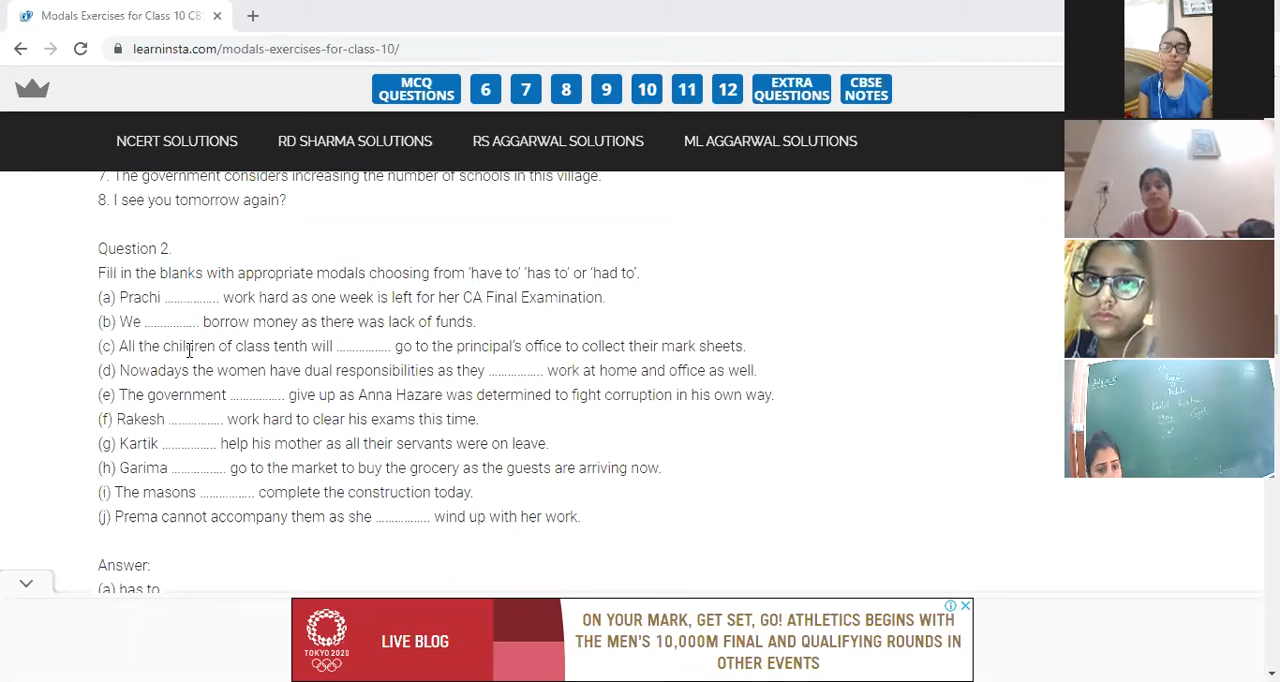 Modals Exercises for Class 10 CB
learninsta.com/modals-exercises-for-class-10/
MCQ QUESTIONS 6 7 8 9 10 11 12 EXTRA QUESTIONS CBSE NOTES
NCERT SOLUTIONS RD SHARMA SOLUTIONS RS AGGARWAL SOLUTIONS ML AGGARWAL SOLUTIONS
7. The government considers increasing the number of schools in this village.
8. I see you tomorrow again?
Question 2.
Fill in the blanks with appropriate modals choosing from ‘have to’ ‘has to’ or ‘had to’.
(a) Prachi …………….. work hard as one week is left for her CA Final Examination.
(b) We …………….. borrow money as there was lack of funds.
(c) All the children of class tenth will …………….. go to the principal’s office to collect their mark sheets.
(d) Nowadays the women have dual responsibilities as they …………….. work at home and office as well.
(e) The government …………….. give up as Anna Hazare was determined to fight corruption in his own way.
(f) Rakesh …………….. work hard to clear his exams this time.
(g) Kartik …………….. help his mother as all their servants were on leave.
(h) Garima …………….. go to the market to buy the grocery as the guests are arriving now.
(i) The masons …………….. complete the construction today.
(j) Prema cannot accompany them as she …………….. wind up with her work.
Answer:
(a) has to
TOKYO 2020
LIVE BLOG
ON YOUR MARK, GET SET, GO! ATHLETICS BEGINS WITH
THE MEN'S 10,000M FINAL AND QUALIFYING ROUNDS IN
OTHER EVENTS